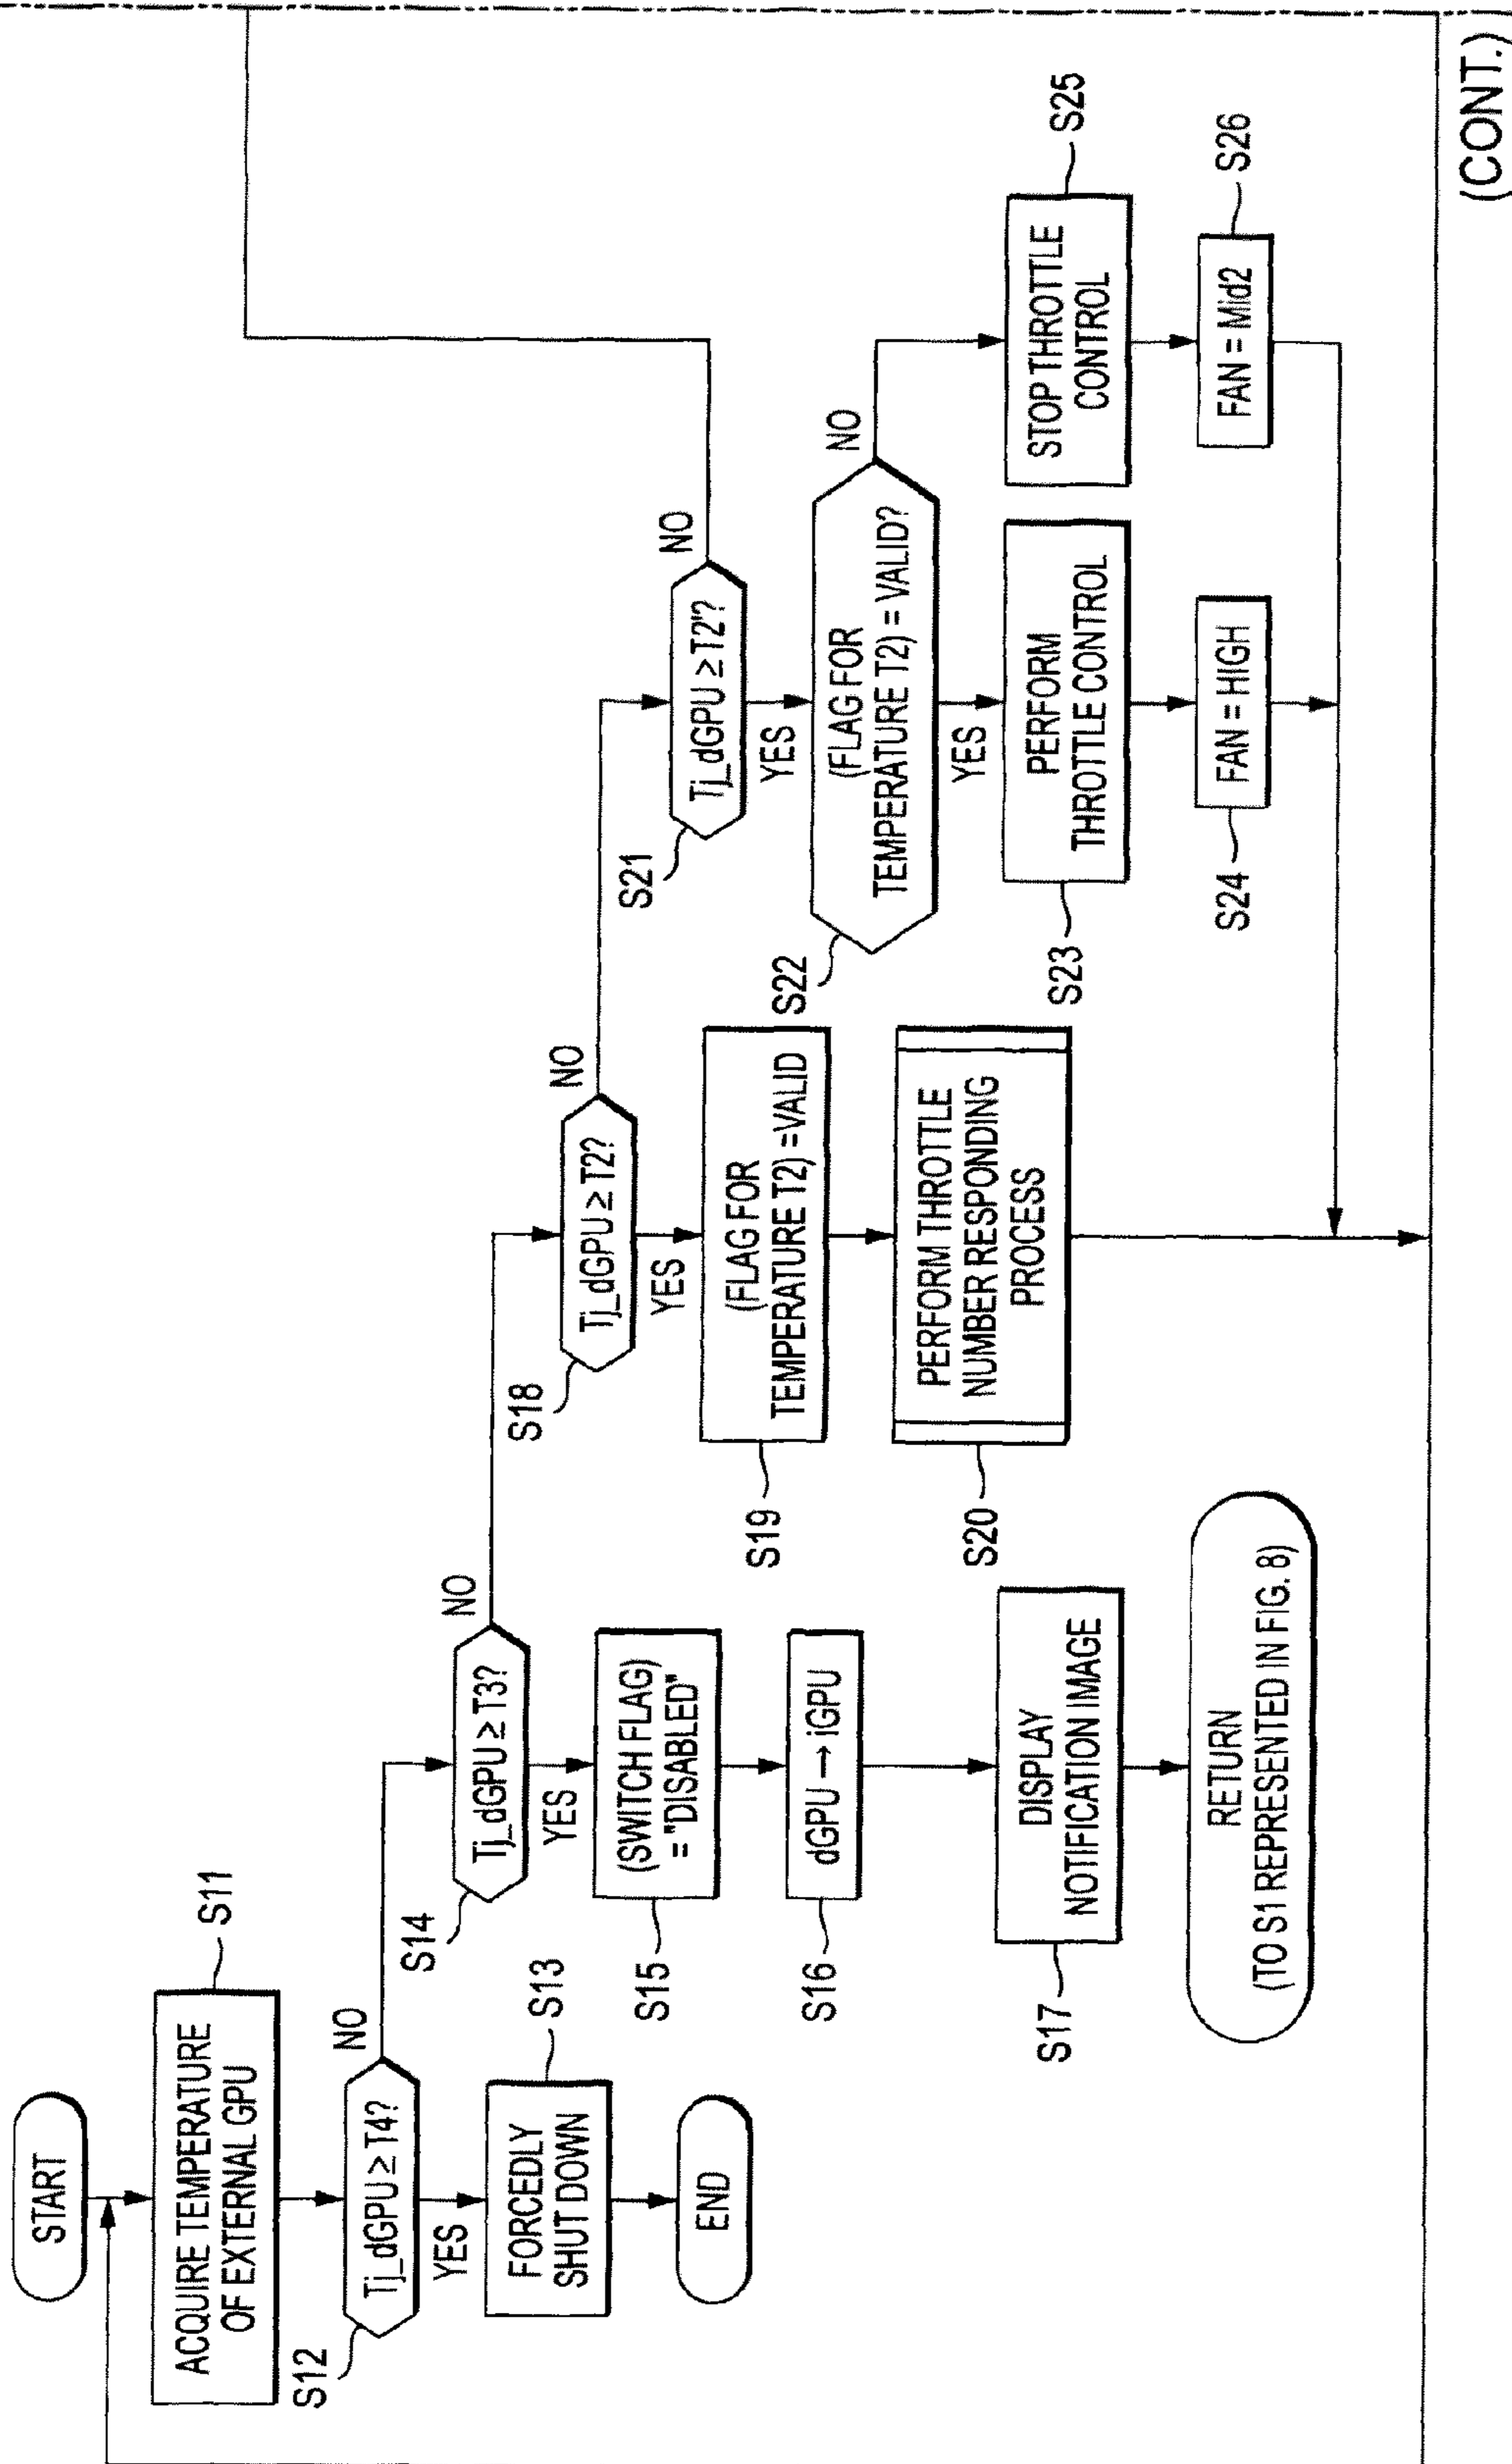 START
ACQUIRE TEMPERATURE
OF EXTERNAL GPU
S11
S12
Tj_dGPU ≥ T4?
NO
YES
FORCEDLY
SHUT DOWN
S13
END
S14
Tj_dGPU ≥ T3?
NO
YES
(SWITCH FLAG)
= "DISABLED"
S15
dGPU → iGPU
S16
DISPLAY
NOTIFICATION IMAGE
S17
RETURN
(TO S1 REPRESENTED IN FIG. 8)
S18
Tj_dGPU ≥ T2?
NO
YES
(FLAG FOR
TEMPERATURE T2) =VALID
S19
PERFORM THROTTLE
NUMBER RESPONDING
PROCESS
S20
S21
Tj_dGPU ≥ T2'?
NO
YES
S22
(FLAG FOR
TEMPERATURE T2) = VALID?
NO
YES
PERFORM
THROTTLE CONTROL
S23
FAN = HIGH
S24
STOP THROTTLE
CONTROL
S25
FAN = Mid2
S26
(CONT.)